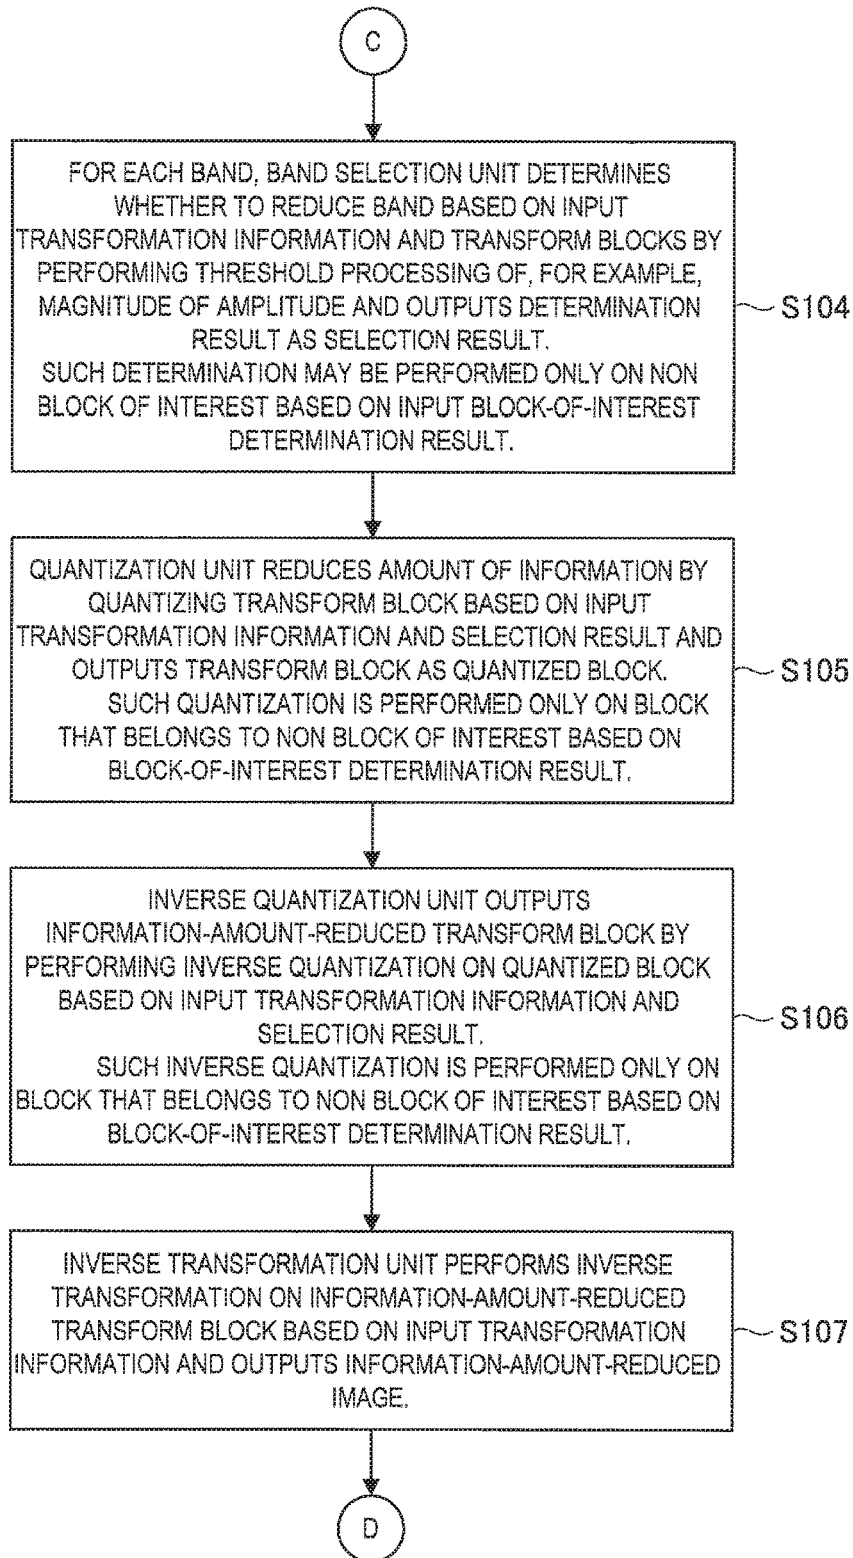 C
FOR EACH BAND, BAND SELECTION UNIT DETERMINES
WHETHER TO REDUCE BAND BASED ON INPUT
TRANSFORMATION INFORMATION AND TRANSFORM BLOCKS BY
PERFORMING THRESHOLD PROCESSING OF, FOR EXAMPLE,
MAGNITUDE OF AMPLITUDE AND OUTPUTS DETERMINATION
RESULT AS SELECTION RESULT.
SUCH DETERMINATION MAY BE PERFORMED ONLY ON NON
BLOCK OF INTEREST BASED ON INPUT BLOCK-OF-INTEREST
DETERMINATION RESULT.
S104
QUANTIZATION UNIT REDUCES AMOUNT OF INFORMATION BY
QUANTIZING TRANSFORM BLOCK BASED ON INPUT
TRANSFORMATION INFORMATION AND SELECTION RESULT AND
OUTPUTS TRANSFORM BLOCK AS QUANTIZED BLOCK.
SUCH QUANTIZATION IS PERFORMED ONLY ON BLOCK
THAT BELONGS TO NON BLOCK OF INTEREST BASED ON
BLOCK-OF-INTEREST DETERMINATION RESULT.
S105
INVERSE QUANTIZATION UNIT OUTPUTS
INFORMATION-AMOUNT-REDUCED TRANSFORM BLOCK BY
PERFORMING INVERSE QUANTIZATION ON QUANTIZED BLOCK
BASED ON INPUT TRANSFORMATION INFORMATION AND
SELECTION RESULT.
SUCH INVERSE QUANTIZATION IS PERFORMED ONLY ON
BLOCK THAT BELONGS TO NON BLOCK OF INTEREST BASED ON
BLOCK-OF-INTEREST DETERMINATION RESULT.
S106
INVERSE TRANSFORMATION UNIT PERFORMS INVERSE
TRANSFORMATION ON INFORMATION-AMOUNT-REDUCED
TRANSFORM BLOCK BASED ON INPUT TRANSFORMATION
INFORMATION AND OUTPUTS INFORMATION-AMOUNT-REDUCED
IMAGE.
S107
D